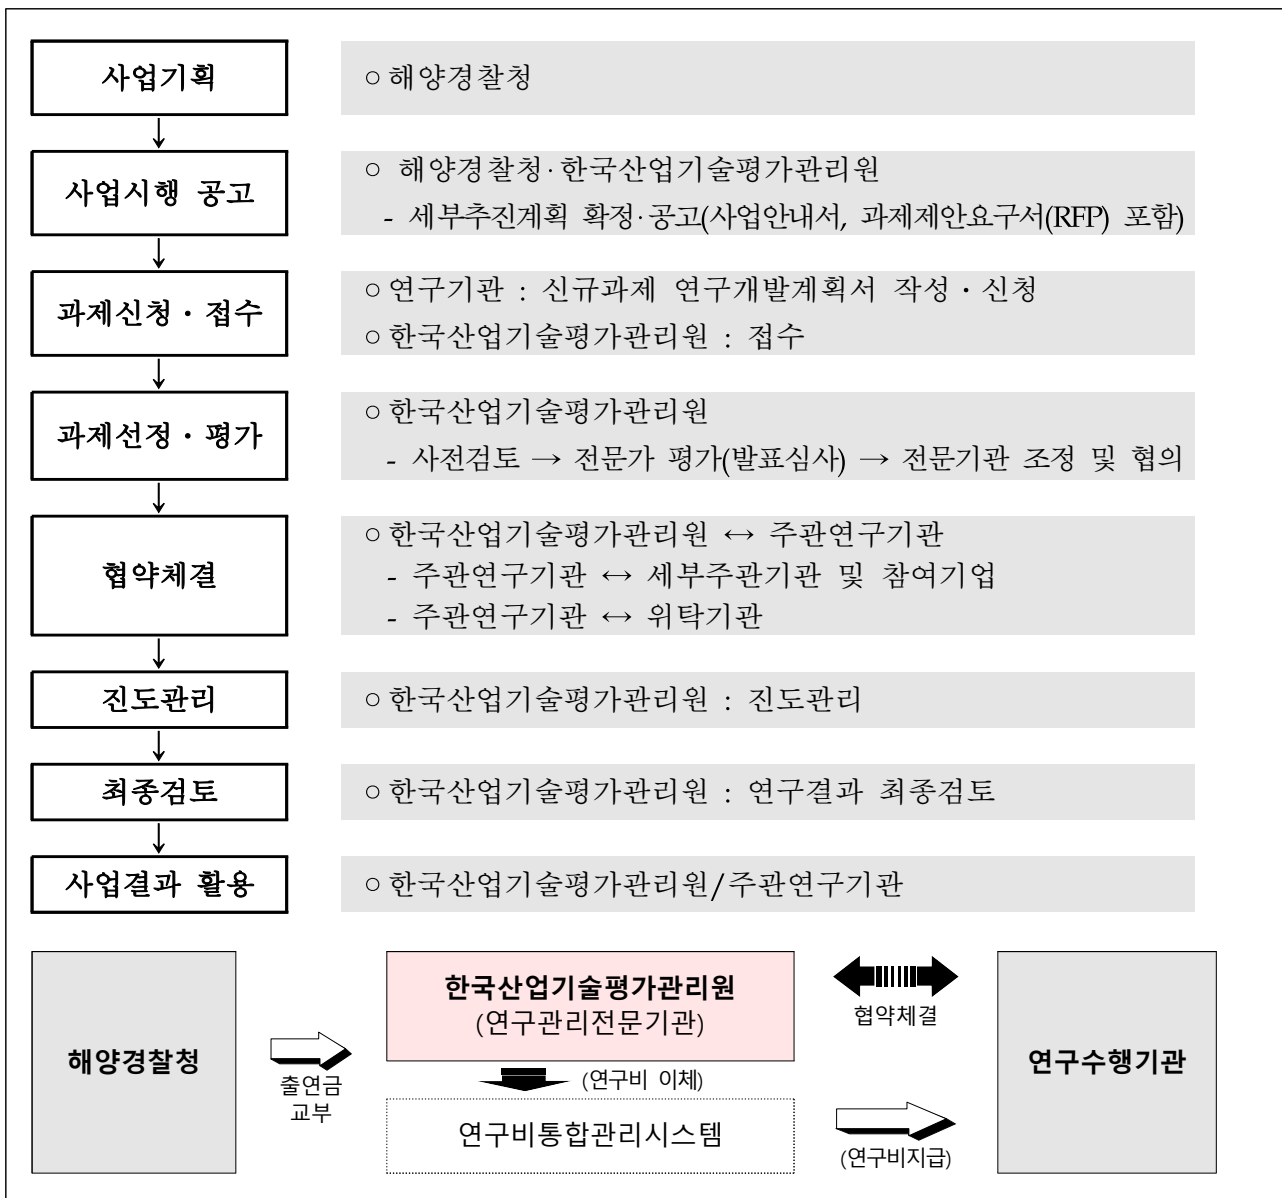 사업기획
○ 해양경찰청
사업시행 공고
○ 해양경찰청·한국산업기술평가관리원
- 세부추진계획 확정·공고(사업안내서, 과제제안요구서(RFP) 포함)
과제신청·접수
○ 연구기관 : 신규과제 연구개발계획서 작성·신청
○ 한국산업기술평가관리원 : 접수
과제선정·평가
○ 한국산업기술평가관리원
- 사전검토 → 전문가 평가(발표심사) → 전문기관 조정 및 협의
협약체결
○ 한국산업기술평가관리원 ↔ 주관연구기관
- 주관연구기관 ↔ 세부주관기관 및 참여기업
- 주관연구기관 ↔ 위탁기관
진도관리
○ 한국산업기술평가관리원 : 진도관리
최종검토
○ 한국산업기술평가관리원 : 연구결과 최종검토
사업결과 활용
○ 한국산업기술평가관리원/주관연구기관
해양경찰청
출연금
교부
한국산업기술평가관리원
(연구관리전문기관)
(연구비 이체)
연구비통합관리시스템
협약체결
(연구비지급)
연구수행기관